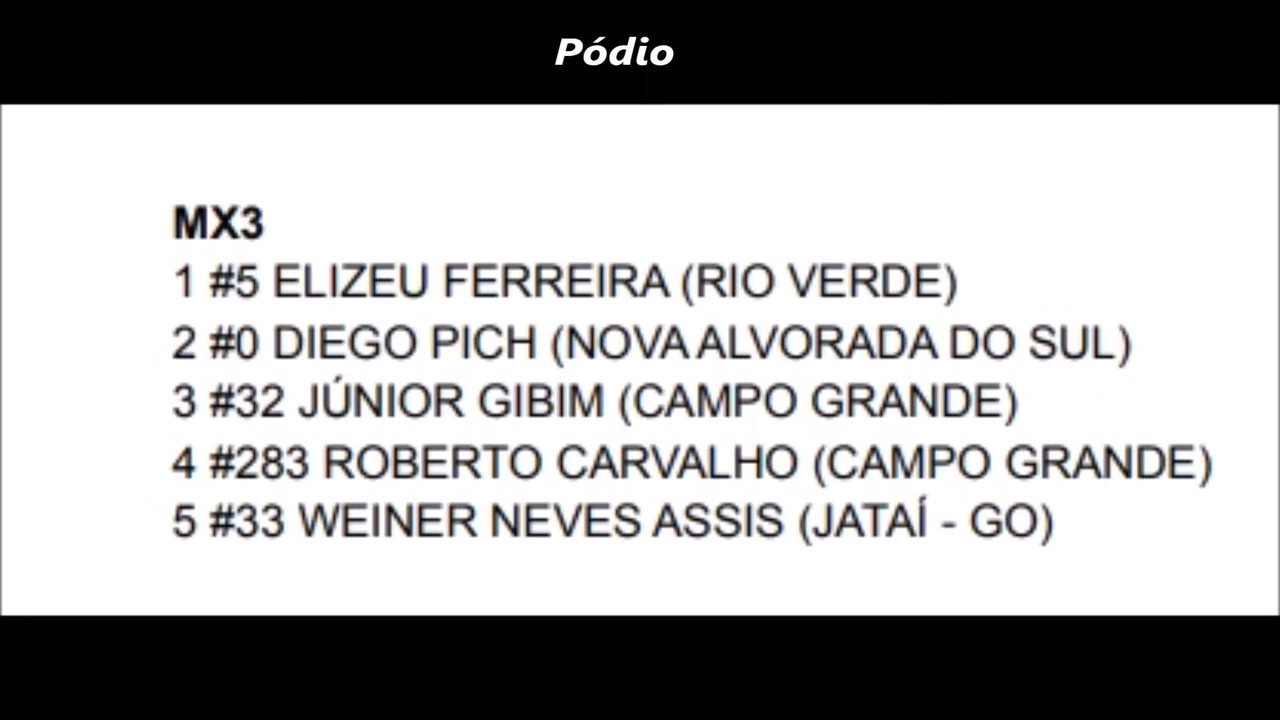 Pódio
MX3
1 #5 ELIZEU FERREIRA (RIO VERDE)
2 #0 DIEGO PICH (NOVA ALVORADA DO SUL)
3 #32 JÚNIOR GIBIM (CAMPO GRANDE)
4 #283 ROBERTO CARVALHO (CAMPO GRANDE)
5 #33 WEINER NEVES ASSIS (JATAÍ - GO)